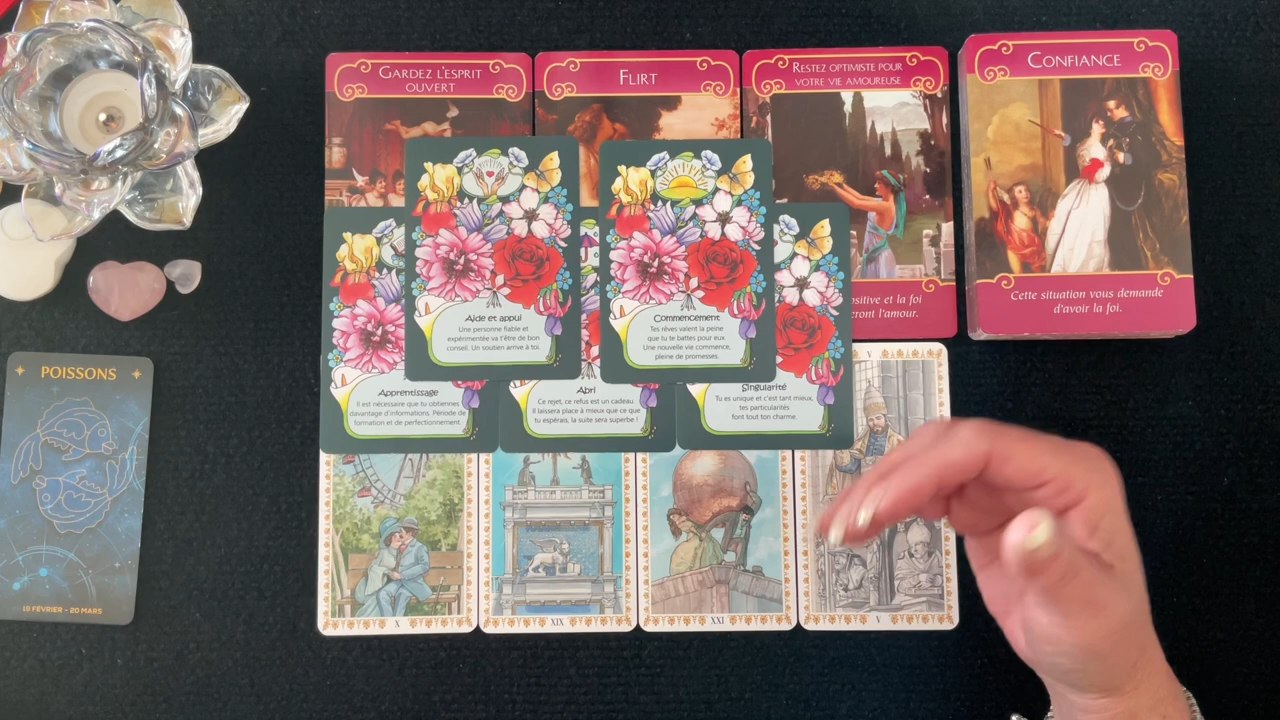 GARDEZ L'ESPRIT
OUVERT
FLIRT
RESTEZ OPTIMISTE POUR
VOTRE VIE AMOUREUSE
CONFIANCE
Cette situation vous demande
d'avoir la foi.
ositive et la foi
cront l'amour.
Aide et appui
Une personne fiable et
expérimentée va t'être de bon
conseil. Un soutien arrive à toi.
Commencement
Tes rêves valent la peine
que tu te battes pour eux.
Une nouvelle vie commence,
pleine de promesses.
Apprentissage
Il est nécessaire que tu obtiennes
davantage d'informations. Période de
formation et de perfectionnement.
Abri
Ce rejet, ce refus est un cadeau.
Il laissera place à mieux que ce que
tu espérais, la suite sera superbe !
Singularité
Tu es unique et c'est tant mieux,
tes particularités
font tout ton charme.
POISSONS
18 FÉVRIER - 20 MARS
V
X
XIX
XXI
V